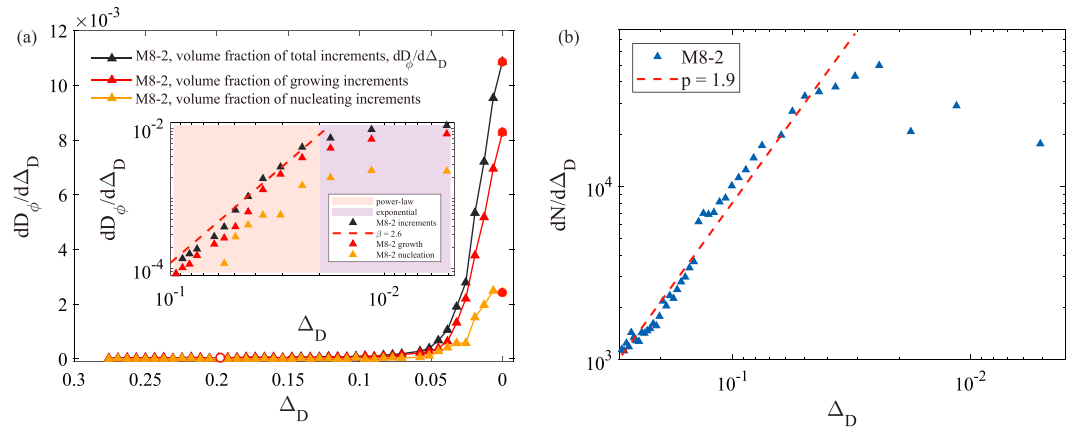 (a)
12 ×10⁻³
M8-2, volume fraction of total increments, dD_ϕ/dΔ_D
M8-2, volume fraction of growing increments
M8-2, volume fraction of nucleating increments
10
8
6
4
2
0
dD_ϕ/dΔ_D
10⁻²
10⁻⁴
dD_ϕ/dΔ_D
power-law
exponential
M8-2 increments
β = 2.6
M8-2 growth
M8-2 nucleation
10⁻¹ 10⁻²
Δ_D
0.3 0.25 0.2 0.15 0.1 0.05 0
Δ_D
(b)
M8-2
p = 1.9
10⁴
10³
dN/dΔ_D
10⁻¹ 10⁻²
Δ_D